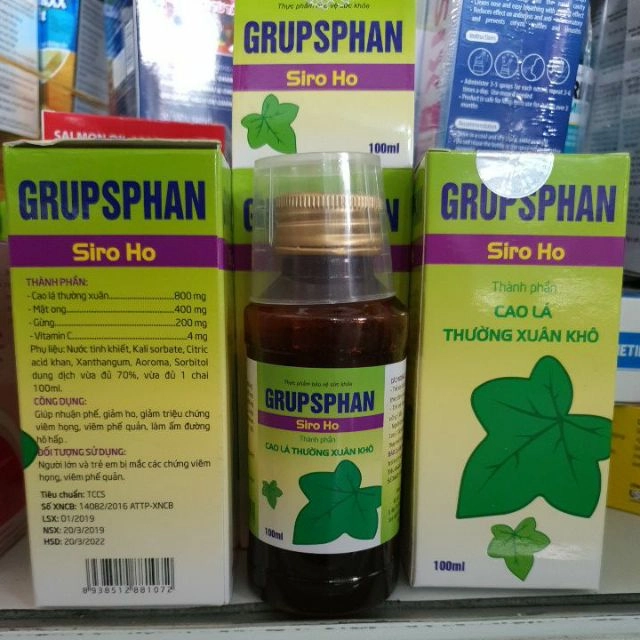 Thực phẩm bảo vệ sức khỏe
GRUPSPHAN
Siro Ho
100ml
SALMON OIL
GRUPSPHAN
Siro Ho
THÀNH PHẦN:
- Cao lá thường xuân........................800 mg
- Mật ong........................................400 mg
- Gừng.............................................200 mg
- Vitamin C..........................................4 mg
Phụ liệu: Nước tinh khiết, Kali sorbate, Citric
acid khan, Xanthangum, Aoroma, Sorbitol
dung dịch vừa đủ 70%, vừa đủ 1 chai
100ml.
CÔNG DỤNG:
Giúp nhuận phế, giảm ho, giảm triệu chứng
viêm họng, viêm phế quản, làm ẩm đường
hô hấp.
ĐỐI TƯỢNG SỬ DỤNG:
Người lớn và trẻ em bị mắc các chứng viêm
họng, viêm phế quản.
Tiêu chuẩn: TCCS
Số XNCB: 14082/2016 ATTP-XNCB
LSX: 01/2019
NSX: 20/3/2019
HSD: 20/3/2022
8938512881072
Thực phẩm bảo vệ sức khỏe
GRUPSPHAN
Siro Ho
Thành phần
CAO LÁ THƯỜNG XUÂN KHÔ
100ml
GRUPSPHAN
Siro Ho
Thành phần
CAO LÁ
THƯỜNG XUÂN KHÔ
100ml